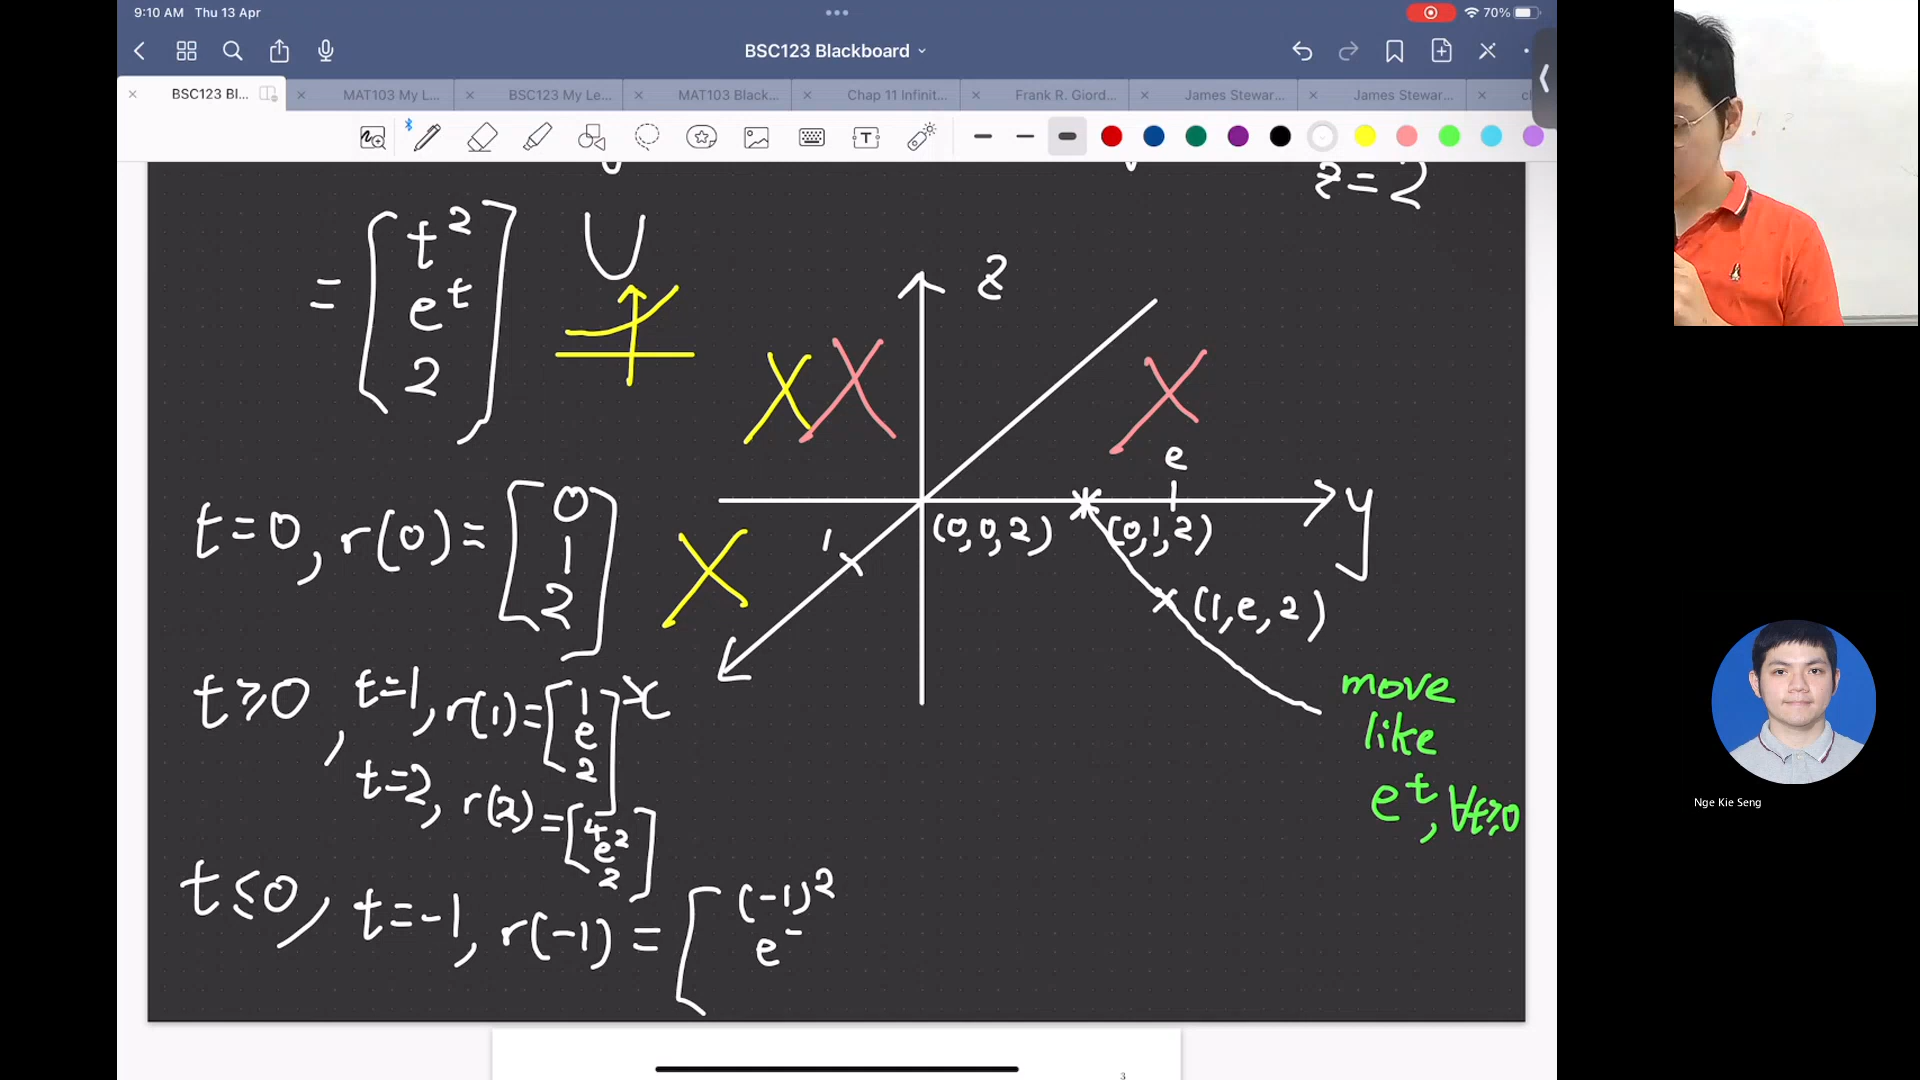 9:10 AM Thu 13 Apr
70%
BSC123 Blackboard
BSC123 Bl...
MAT103 My L...
BSC123 My Le...
MAT103 Black...
Chap 11 Infinit...
Frank R. Giord...
James Stewar...
James Stewar...
z=2
= [t² e^t 2]
z
e
y
(0,0,2)
(0,1,2)
1
(1,e,2)
x
t=0, r(0)= [0 1 2]
t≥0, t=1, r(1)= [1 e 2]
t=2, r(2)= [4 e² 2]
t≤0, t=-1, r(-1) = [(-1)² e⁻
move
like
e^t, ∀t≥0
3
Nge Kie Seng